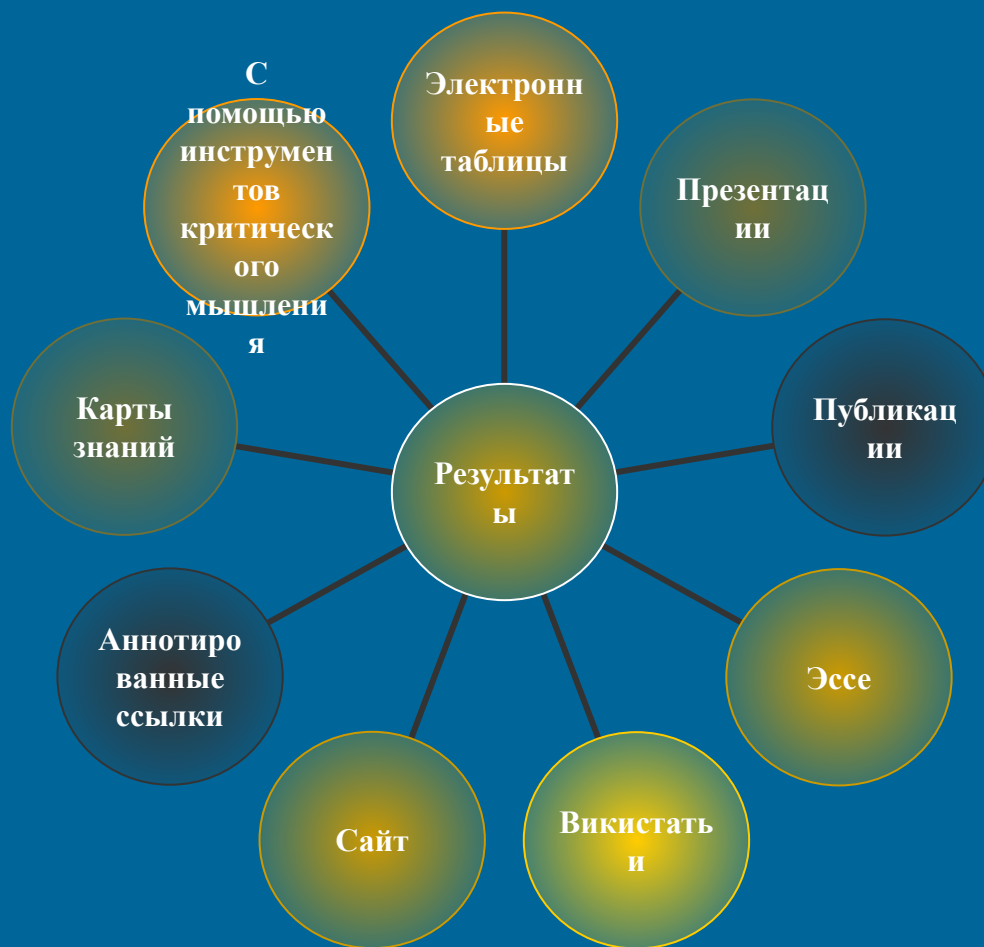 С
помощью
инструмен
тов
критическ
ого
мышлени
я
Электронн
ые
таблицы
Презентац
ии
Публикац
ии
Эссе
Викистать
и
Сайт
Аннотиро
ванные
ссылки
Карты
знаний
Результат
ы